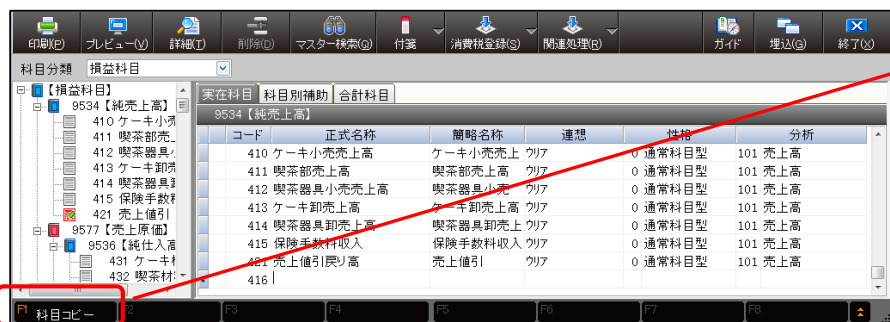 印刷(P) プレビュー(V) 詳細(T) 削除(D) マスター検索(Q) 付箋 消費税登録(S) 関連処理(R) ガイド 埋込(G) 終了(X)
科目分類 損益科目
【損益科目】
9534【純売上高】
410 ケーキ小売
411 喫茶部売
412 喫茶器具
413 ケーキ卸売
414 喫茶器具
415 保険手数
421 売上値引
9577【売上原価】
9536【純仕入高
431 ケーキ
432 喫茶材
実在科目 科目別補助 合計科目
9534【純売上高】
コード 正式名称 簡略名称 連想 性格 分析
410 ケーキ小売売上高 ケーキ小売売上 ウリア 0 通常科目型 101 売上高
411 喫茶部売上高 喫茶部売上高 ウリア 0 通常科目型 101 売上高
412 喫茶器具小売売上高 喫茶器具小売 ウリア 0 通常科目型 101 売上高
413 ケーキ卸売上高 ケーキ卸売上高 ウリア 0 通常科目型 101 売上高
414 喫茶器具卸売上高 喫茶器具卸売上 ウリア 0 通常科目型 101 売上高
415 保険手数料収入 保険手数料収入 ウリア 0 通常科目型 101 売上高
421 売上値引戻り高 売上値引 ウリア 0 通常科目型 101 売上高
416
F1 科目コピー F2 F3 F4 F5 F6 F7 F8